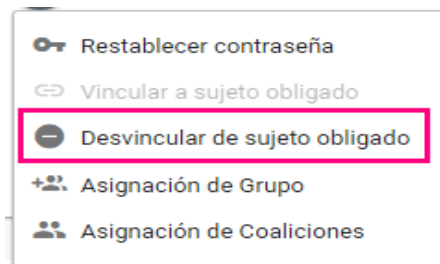 Restablecer contraseña
Vincular a sujeto obligado
Desvincular de sujeto obligado
Asignación de Grupo
Asignación de Coaliciones